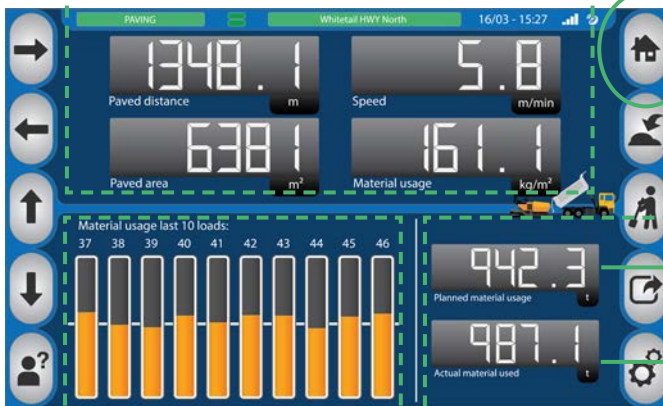 PAVING Whitetail HWY North 16/03 - 15:27
1348.1 5.8
Paved distance m Speed m/min
6381 161.1
Paved area m² Material usage kg/m²
Material usage last 10 loads:
37 38 39 40 41 42 43 44 45 46
942.3
Planned material usage t
987.1
Actual material used t
?